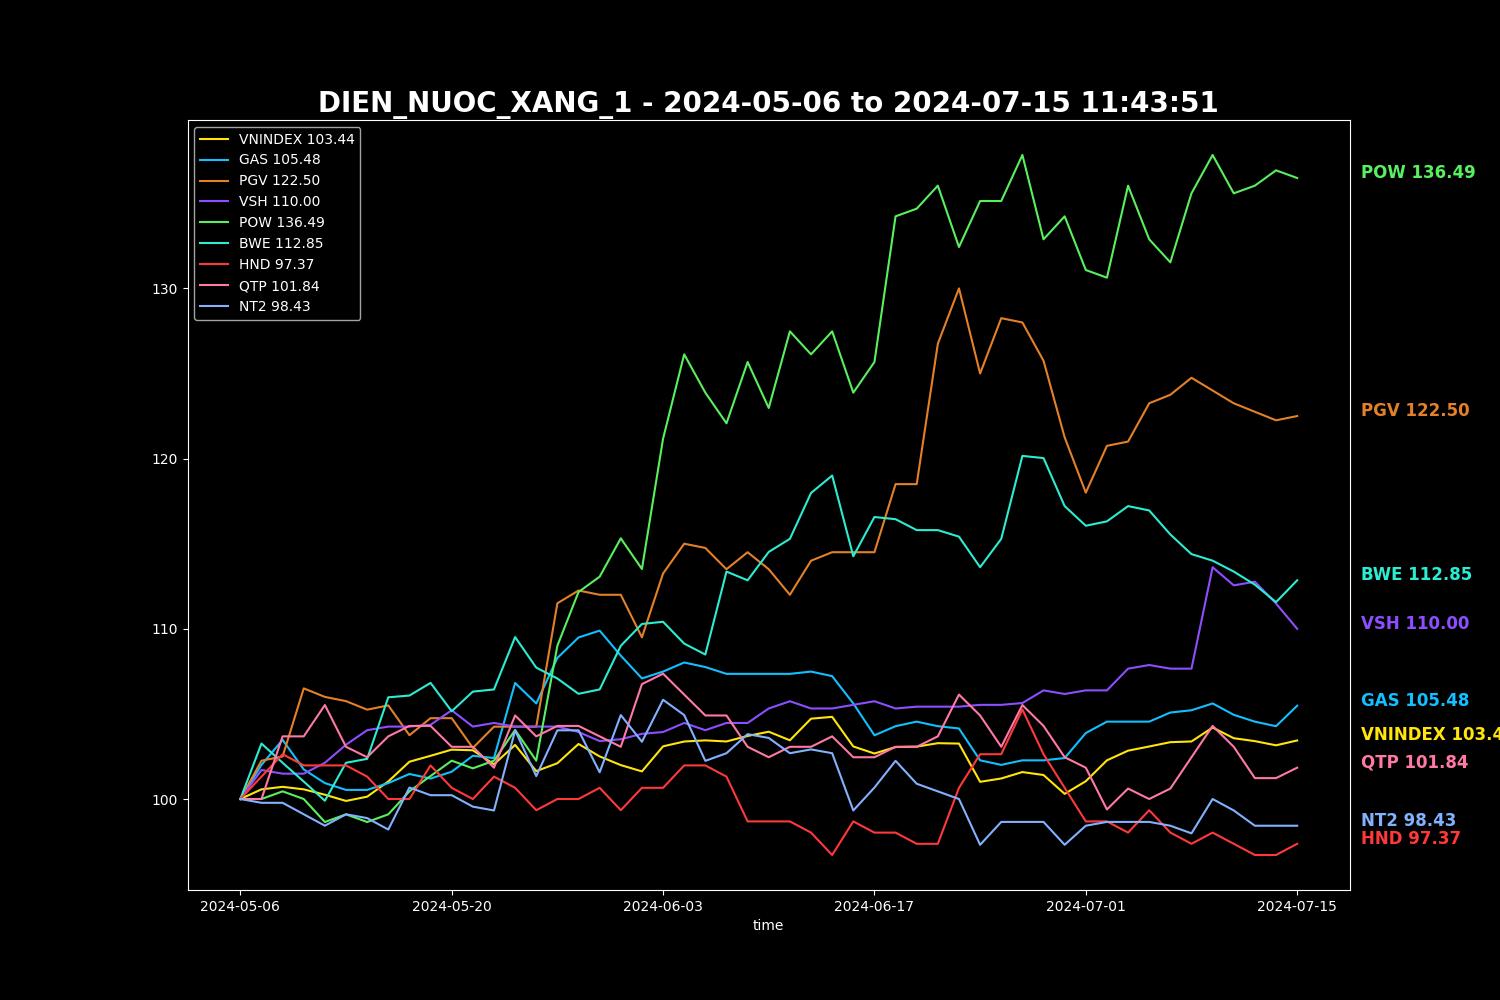 DIEN_NUOC_XANG_1 - 2024-05-06 to 2024-07-15 11:43:51
VNINDEX 103.44
GAS 105.48
PGV 122.50
VSH 110.00
POW 136.49
BWE 112.85
HND 97.37
QTP 101.84
NT2 98.43
130
120
110
100
POW 136.49
PGV 122.50
BWE 112.85
VSH 110.00
GAS 105.48
VNINDEX 103.4
QTP 101.84
NT2 98.43
HND 97.37
2024-05-06 2024-05-20 2024-06-03 2024-06-17 2024-07-01 2024-07-15
time